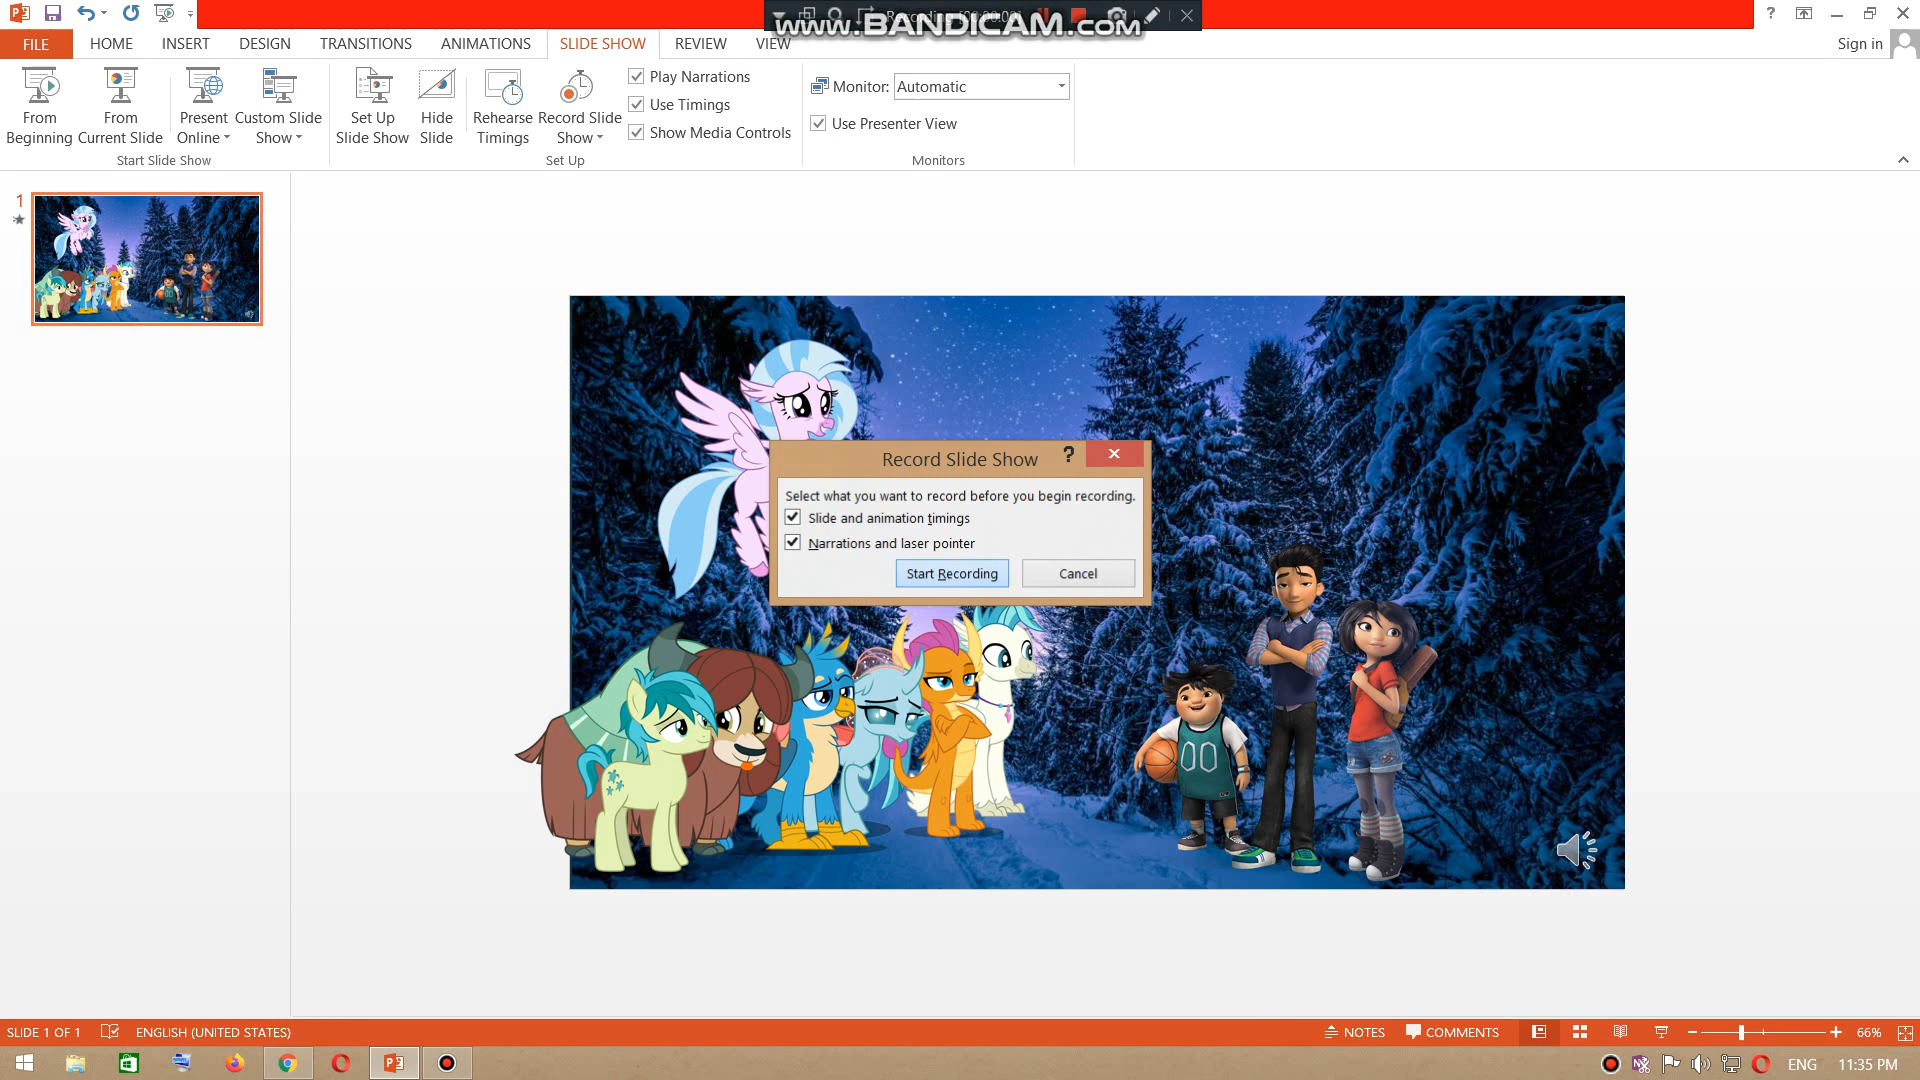 Recording [00:00:00]
www.BANDICAM.com
FILE HOME INSERT DESIGN TRANSITIONS ANIMATIONS SLIDE SHOW REVIEW VIEW
Sign in
From Beginning
From Current Slide
Present Online
Custom Slide Show
Start Slide Show
Set Up Slide Show
Hide Slide
Rehearse Timings
Record Slide Show
Play Narrations
Use Timings
Show Media Controls
Set Up
Monitor: Automatic
Use Presenter View
Monitors
1
Record Slide Show
Select what you want to record before you begin recording.
Slide and animation timings
Narrations and laser pointer
Start Recording Cancel
00
SLIDE 1 OF 1 ENGLISH (UNITED STATES) NOTES COMMENTS 66%
ENG 11:35 PM